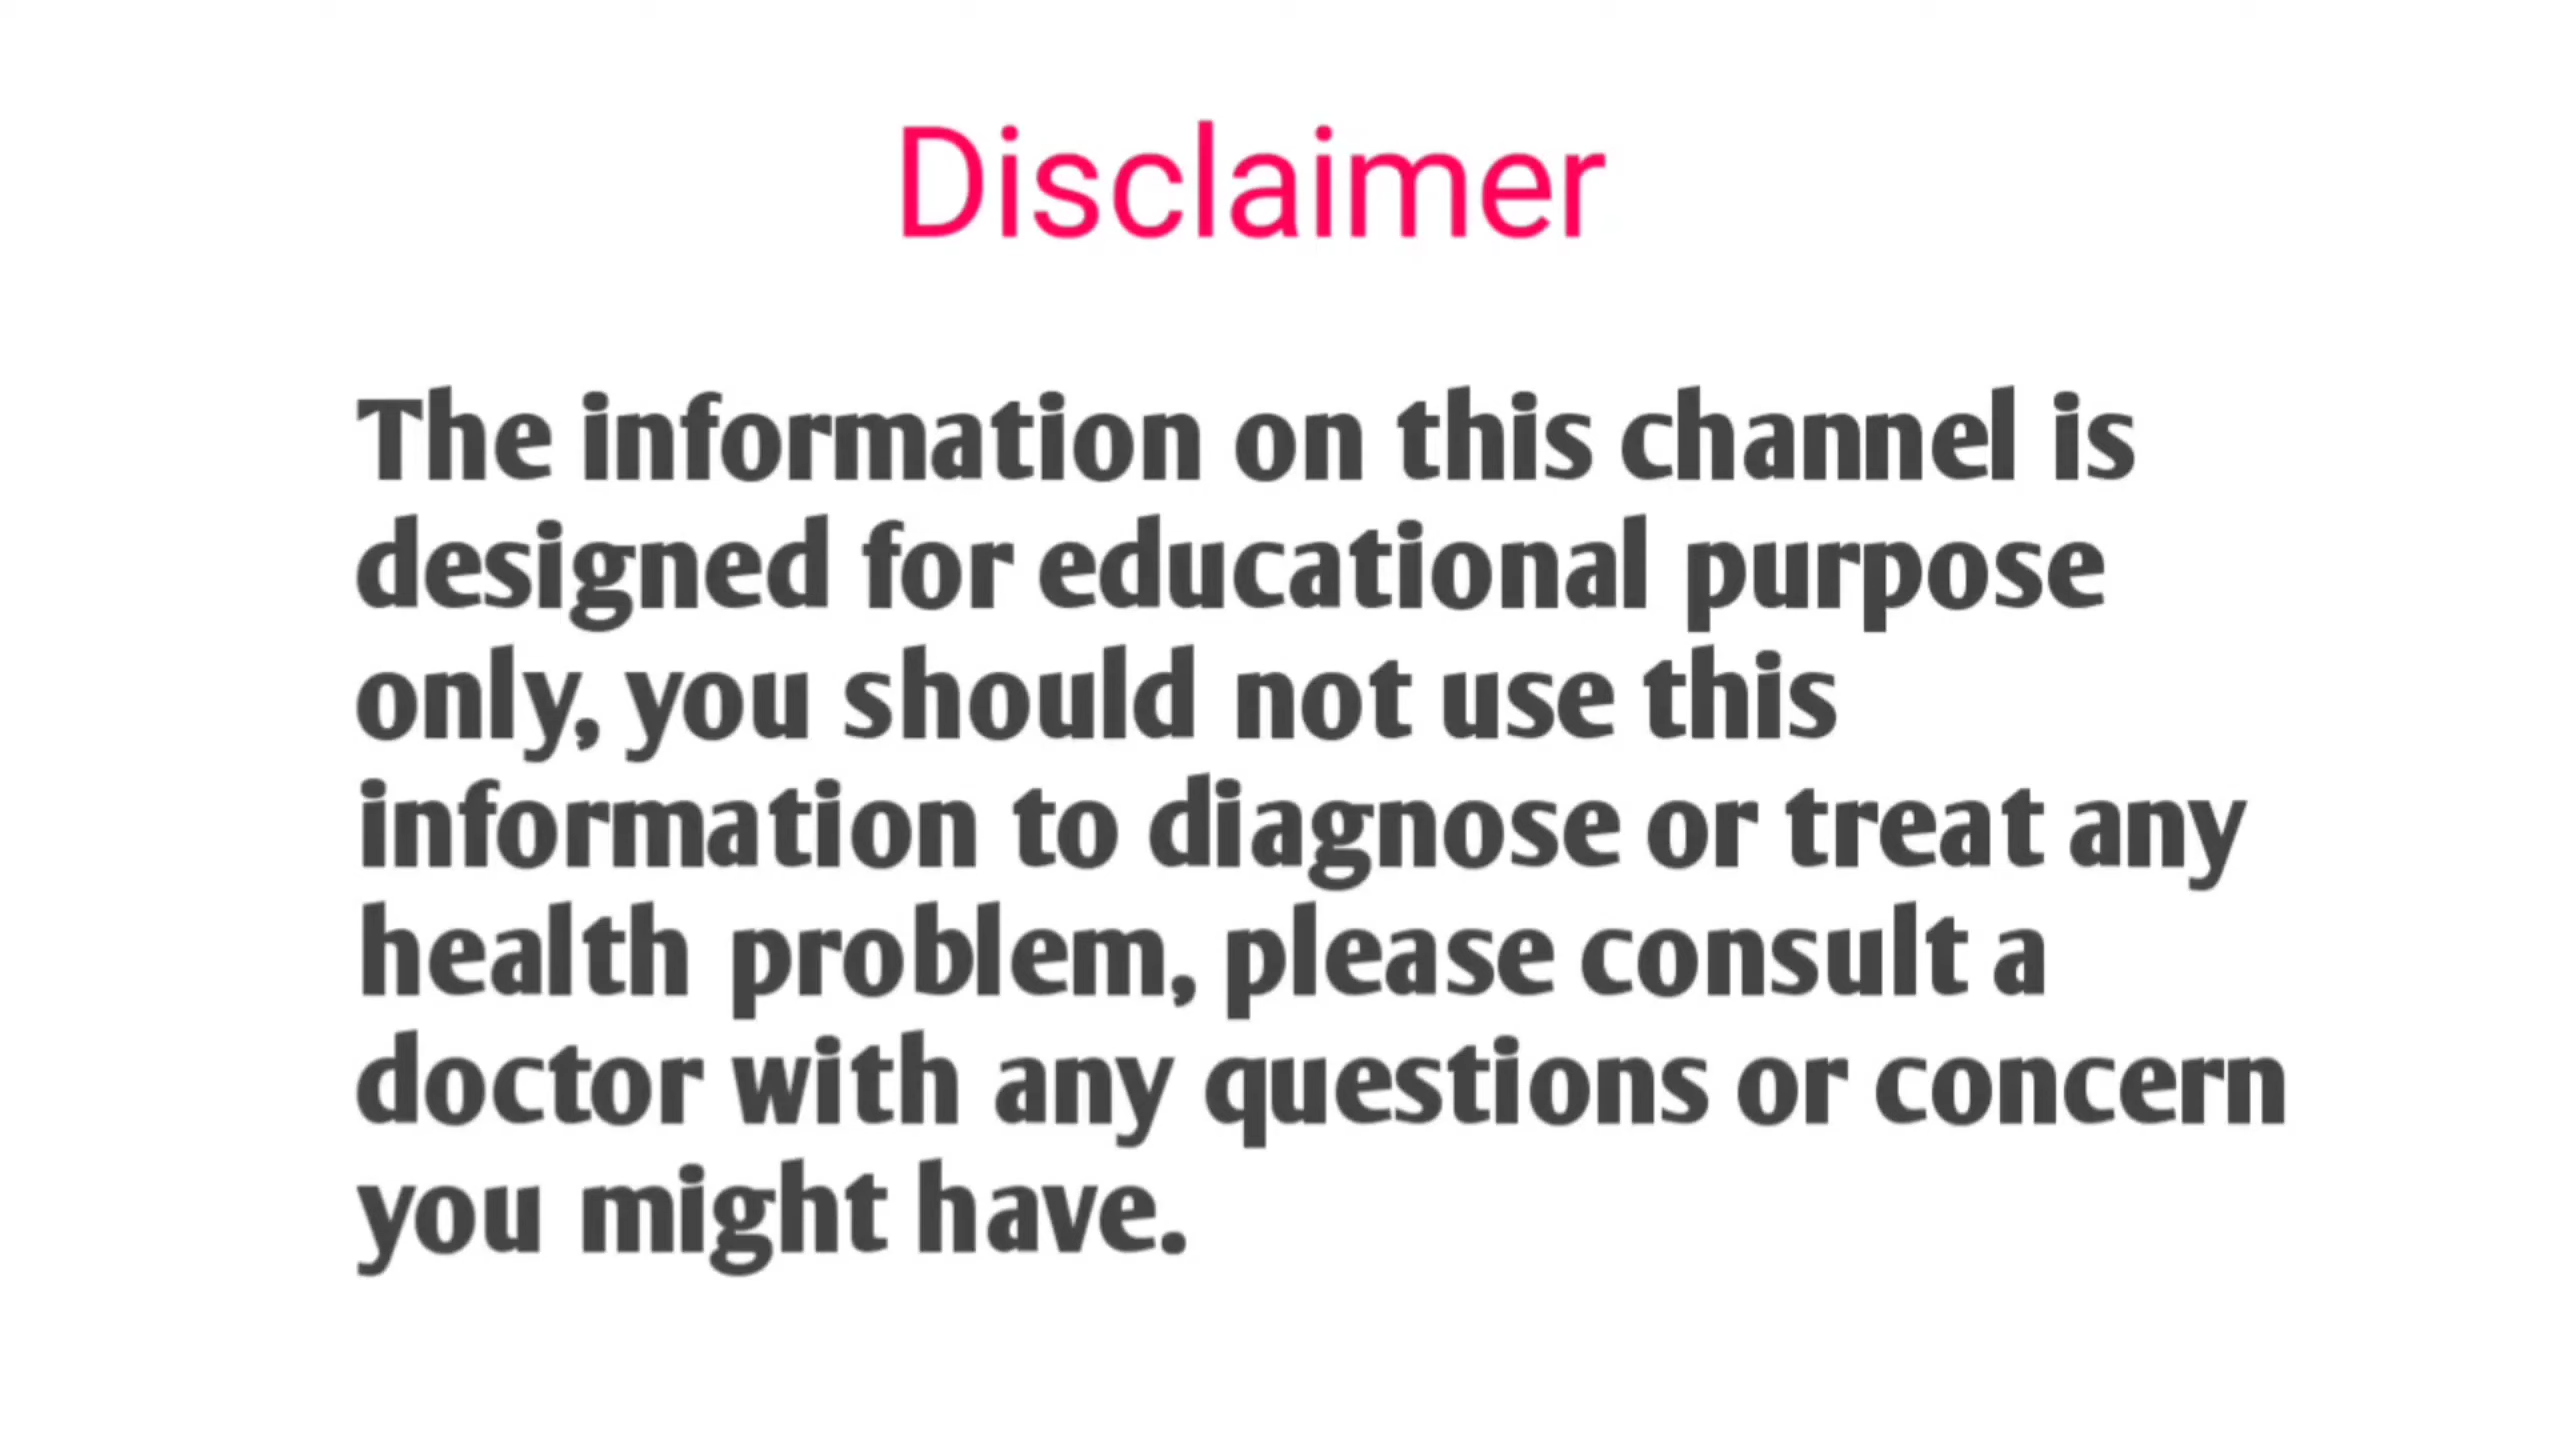 Disclaimer
The information on this channel is
designed for educational purpose
only, you should not use this
information to diagnose or treat any
health problem, please consult a
doctor with any questions or concern
you might have.